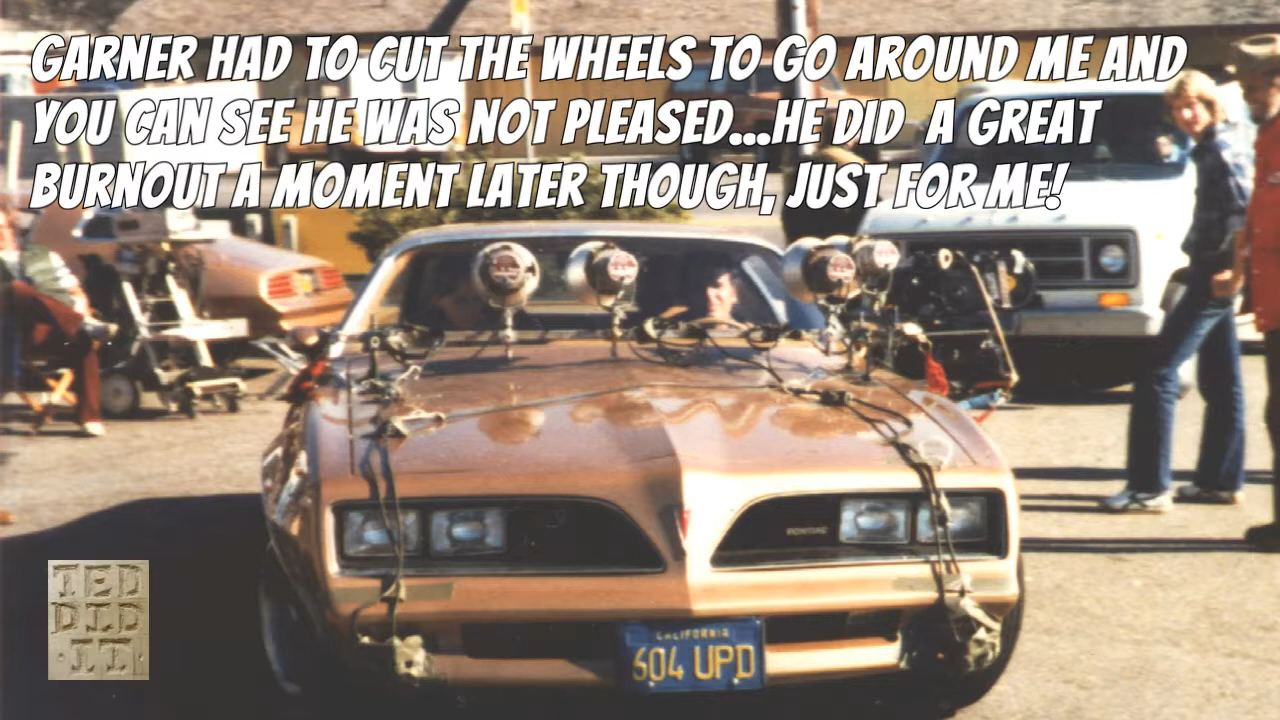 GARNER HAD TO CUT THE WHEELS TO GO AROUND ME AND
YOU CAN SEE HE WAS NOT PLEASED...HE DID A GREAT
BURNOUT A MOMENT LATER THOUGH, JUST FOR ME!
PONTIAC
TED
DID
·IT·
CALIFORNIA
604 UPD